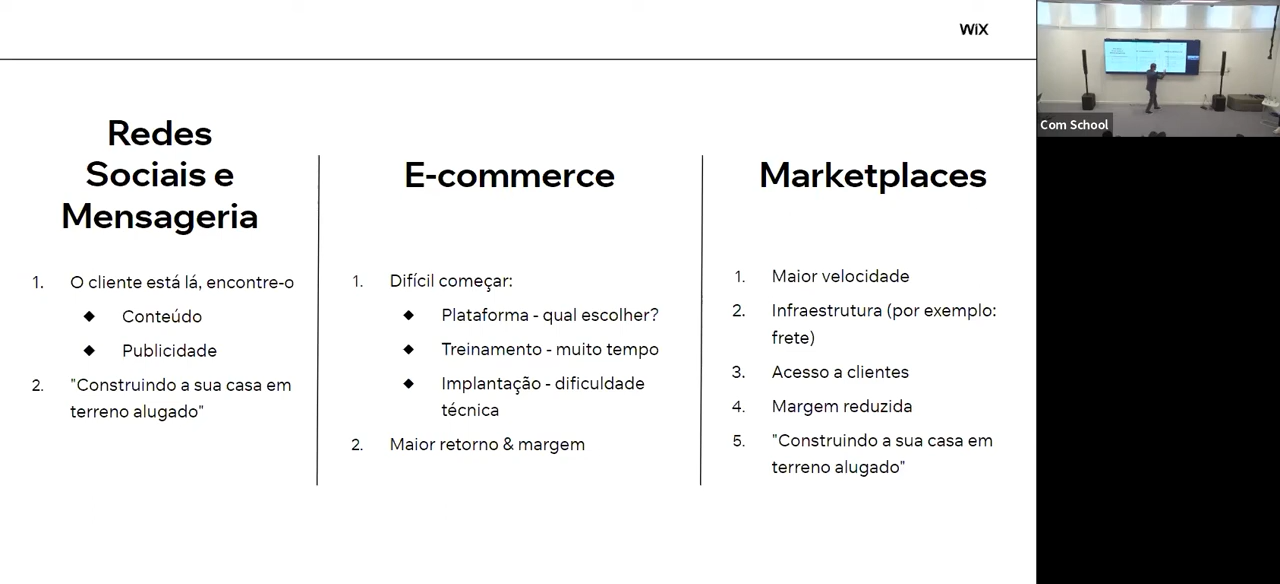 WiX
Redes
Sociais e
Mensageria
1. O cliente está lá, encontre-o
◆ Conteúdo
◆ Publicidade
2. "Construindo a sua casa em
terreno alugado"
E-commerce
1. Difícil começar:
◆ Plataforma - qual escolher?
◆ Treinamento - muito tempo
◆ Implantação - dificuldade
técnica
2. Maior retorno & margem
Marketplaces
1. Maior velocidade
2. Infraestrutura (por exemplo:
frete)
3. Acesso a clientes
4. Margem reduzida
5. "Construindo a sua casa em
terreno alugado"
Com School